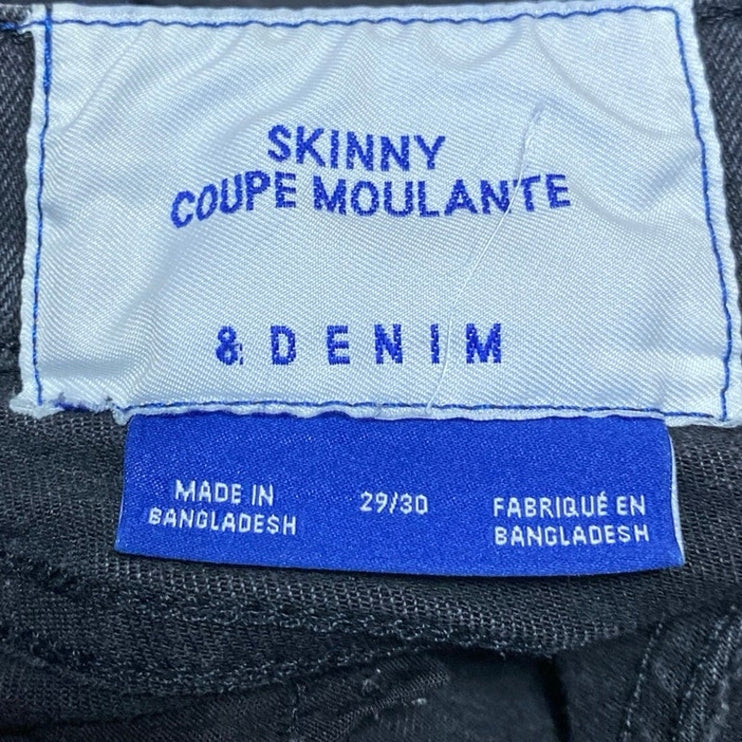 SKINNY
COUPE MOULANTE
& DENIM
MADE IN
BANGLADESH
29/30
FABRIQUÉ EN
BANGLADESH